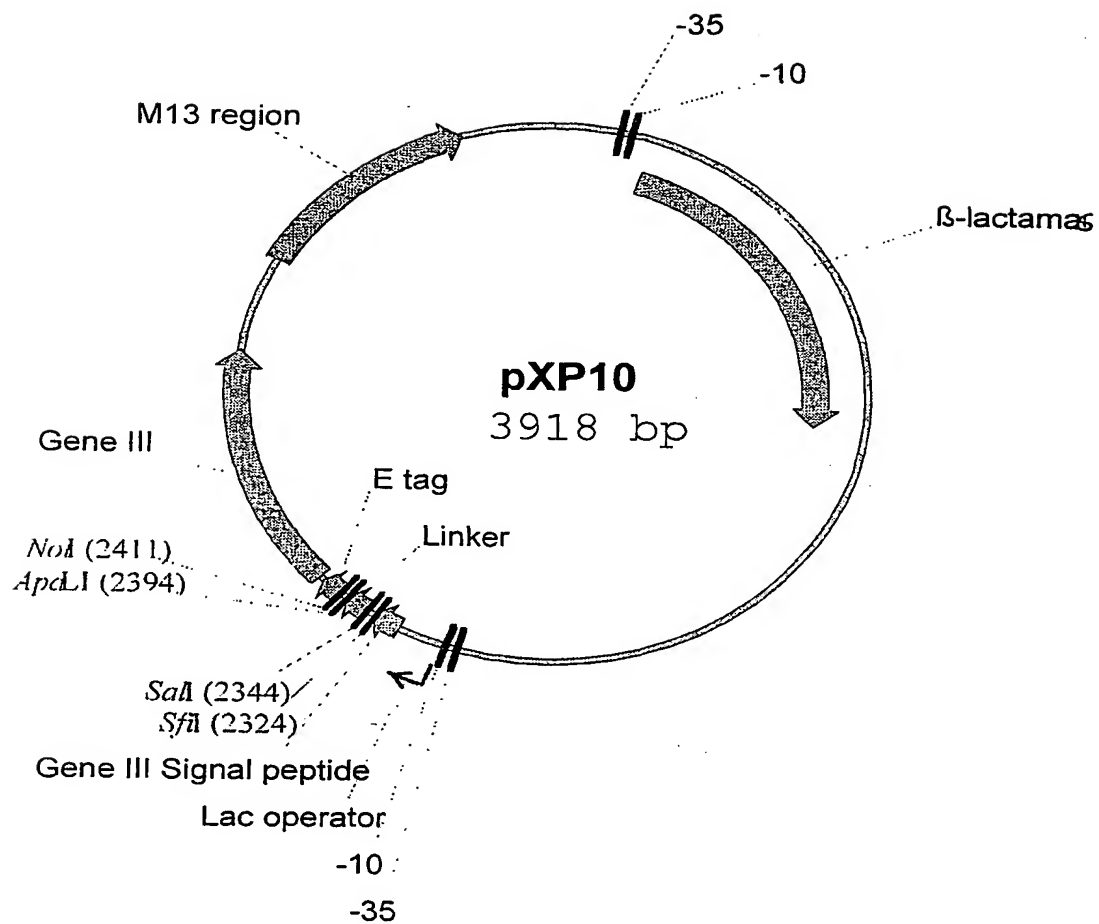 -35
-10
M13 region
ß-lactamas
pXP10
3918 bp
Gene III
E tag
Linker
NotI (2411)
ApaLI (2394)
SalI (2344)
SfiI (2324)
Gene III Signal peptide
Lac operator
-10
-35